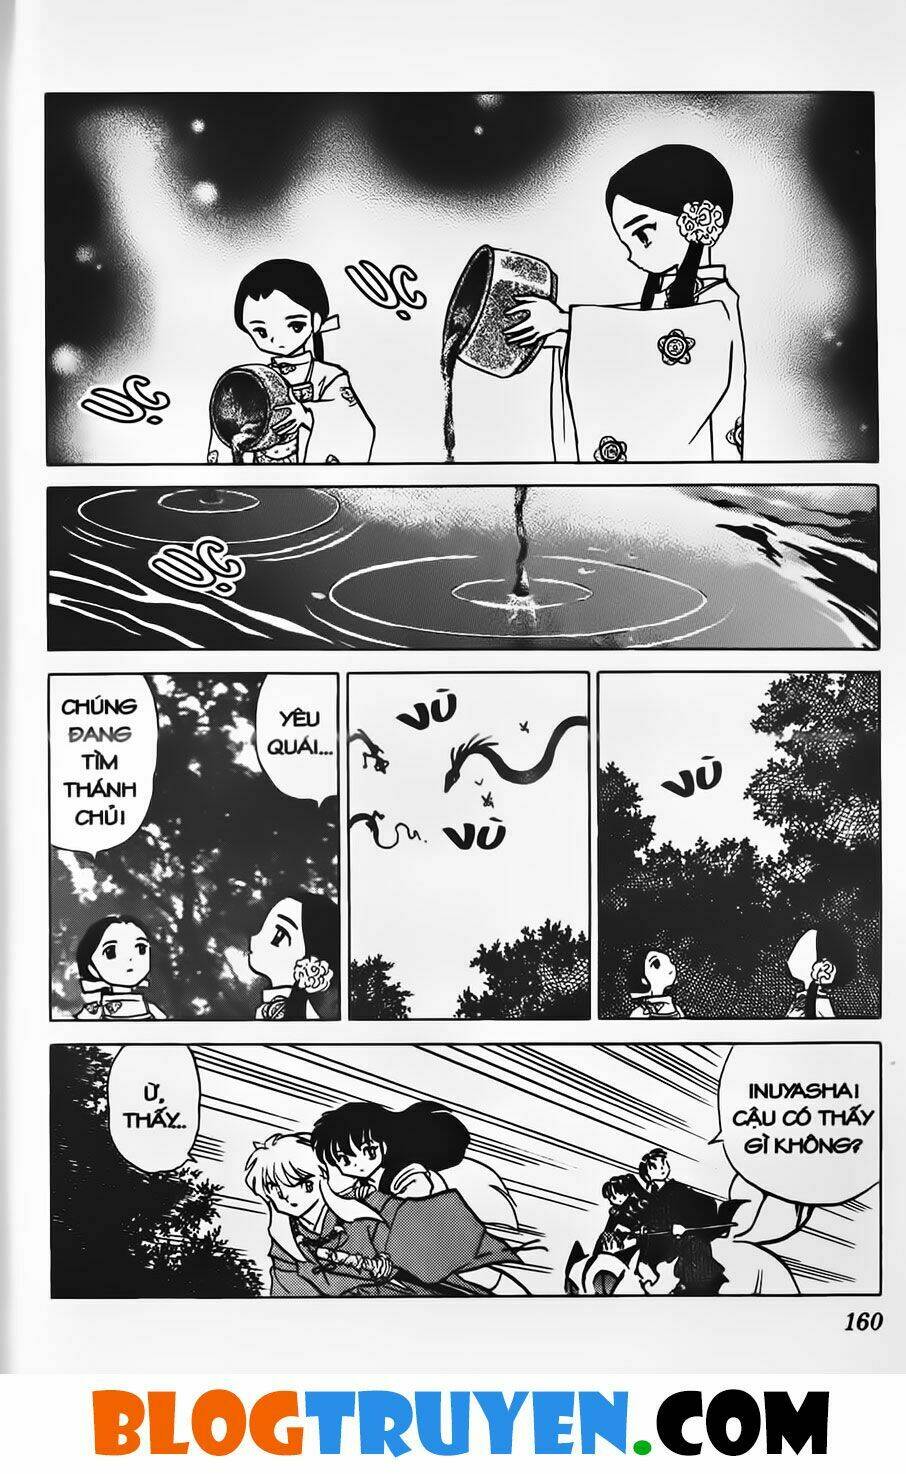 ỤC
ỤC
ỤC
VÙ
VÙ
VÙ
YÊU
QUÁI...
CHÚNG
ĐANG
TÌM
THÁNH
CHỦ!
INUYASHA!
CẬU CÓ THẤY
GÌ KHÔNG?
Ừ,
THẤY...
160
BLOGTRUYEN.COM